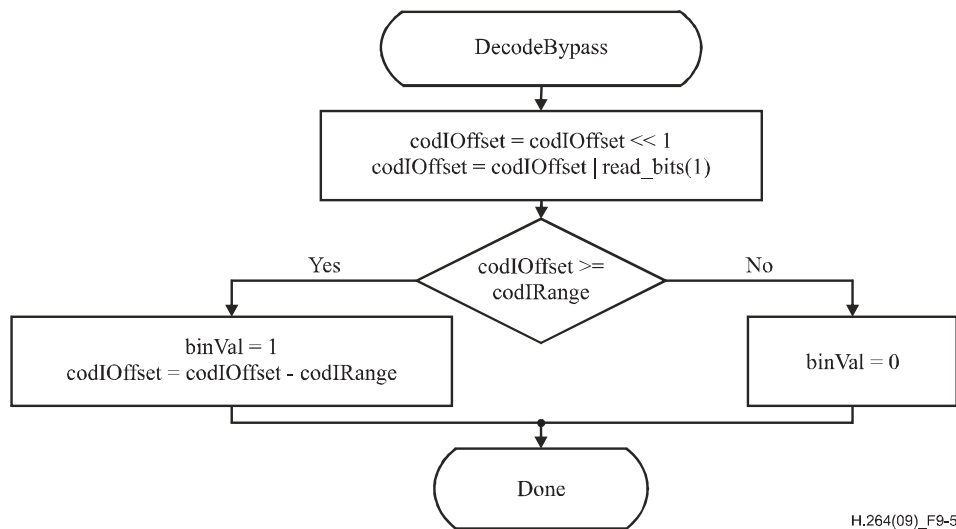 DecodeBypass
codIOffset = codIOffset << 1
codIOffset = codIOffset | read_bits(1)
Yes
codIOffset >=
codIRange
No
binVal = 1
codIOffset = codIOffset - codIRange
binVal = 0
Done
H.264(09)_F9-5